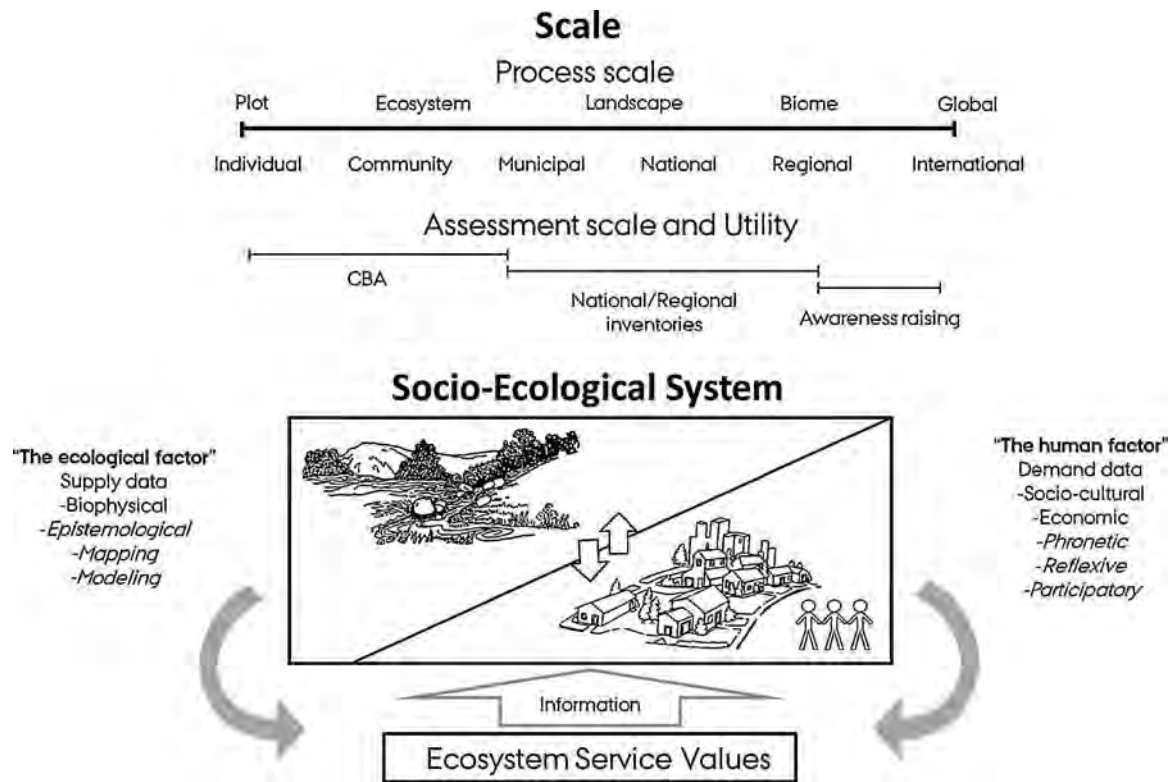 Scale
Process scale
Plot Ecosystem Landscape Biome Global
Individual Community Municipal National Regional International
Assessment scale and Utility
CBA
National/Regional
inventories
Awareness raising
Socio-Ecological System
"The ecological factor"
Supply data
-Biophysical
-Epistemological
-Mapping
-Modeling
"The human factor"
Demand data
-Socio-cultural
-Economic
-Phronetic
-Reflexive
-Participatory
Information
Ecosystem Service Values